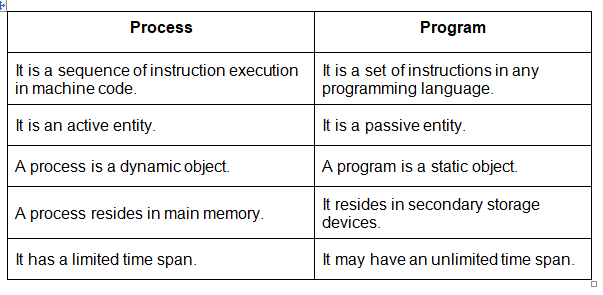 Process
Program
It is a sequence of instruction execution
in machine code.
It is a set of instructions in any
programming language.
It is an active entity.
It is a passive entity.
A process is a dynamic object.
A program is a static object.
A process resides in main memory.
It resides in secondary storage
devices.
It has a limited time span.
It may have an unlimited time span.